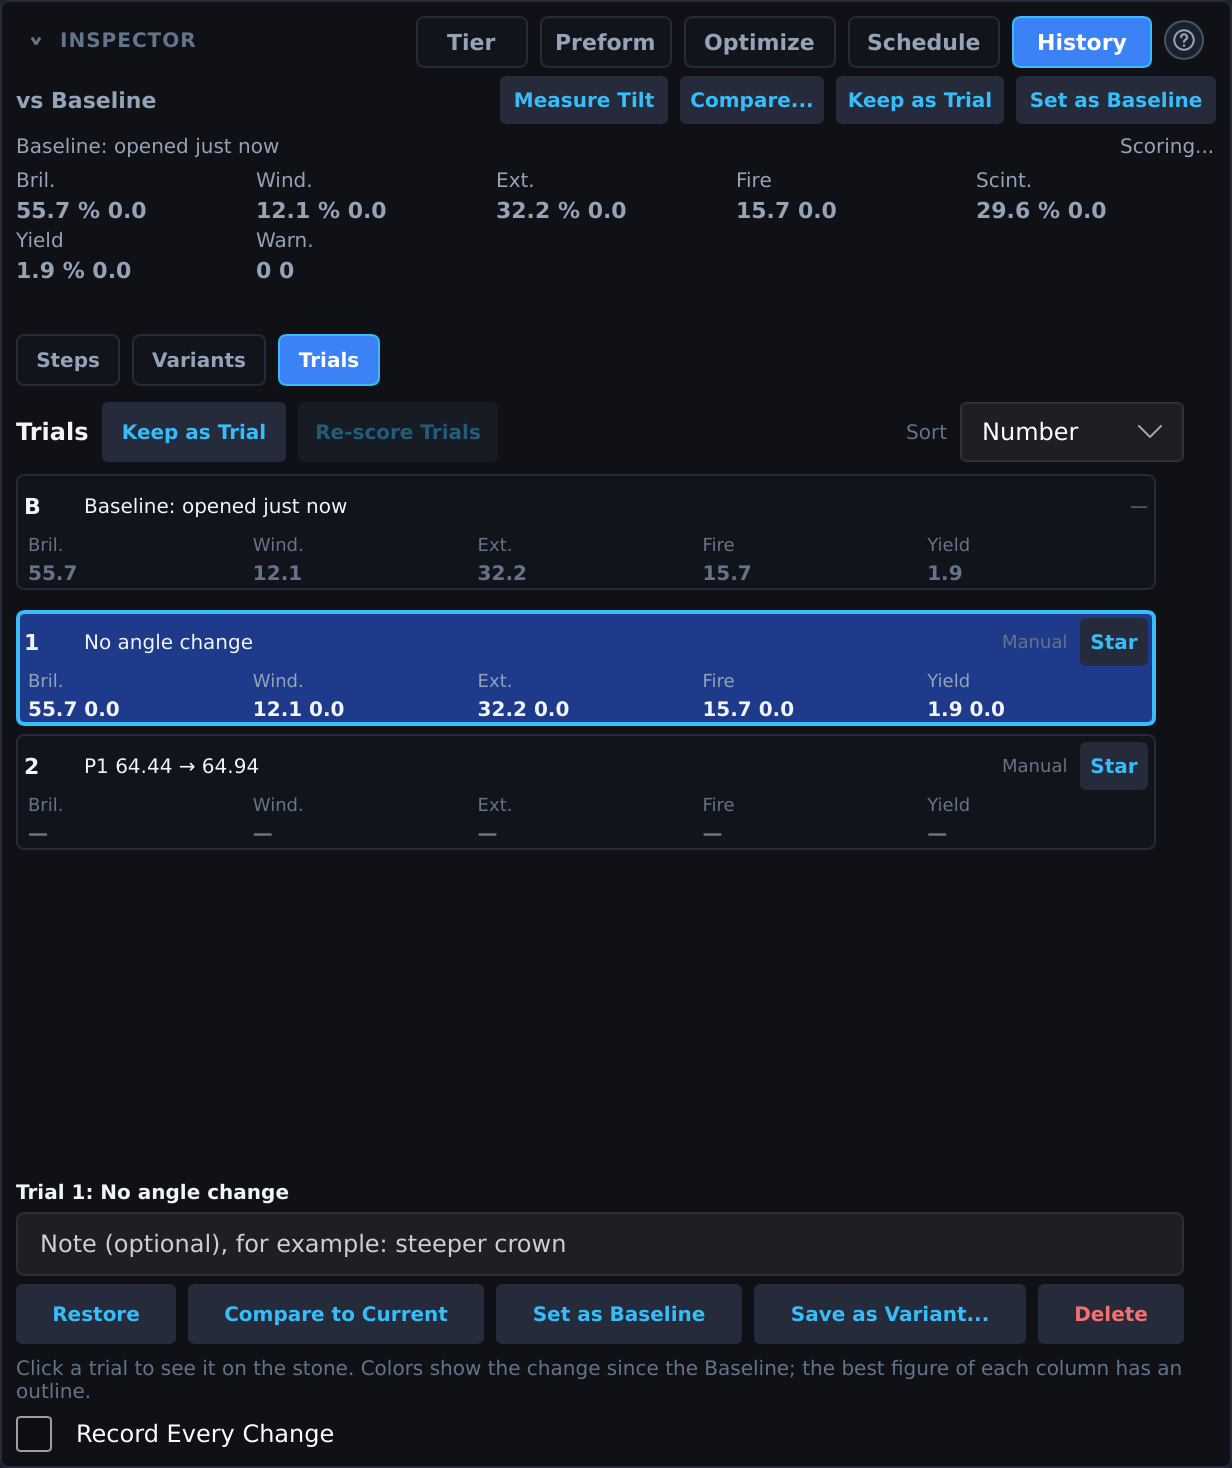 INSPECTOR
Tier Preform Optimize Schedule History ?
vs Baseline Measure Tilt Compare... Keep as Trial Set as Baseline
Baseline: opened just now Scoring...
Bril. Wind. Ext. Fire Scint.
55.7 % 0.0 12.1 % 0.0 32.2 % 0.0 15.7 0.0 29.6 % 0.0
Yield Warn.
1.9 % 0.0 0 0
Steps Variants Trials
Trials Keep as Trial Re-score Trials Sort Number
B Baseline: opened just now —
Bril. Wind. Ext. Fire Yield
55.7 12.1 32.2 15.7 1.9
1 No angle change Manual Star
Bril. Wind. Ext. Fire Yield
55.7 0.0 12.1 0.0 32.2 0.0 15.7 0.0 1.9 0.0
2 P1 64.44 → 64.94 Manual Star
Bril. Wind. Ext. Fire Yield
— — — — —
Trial 1: No angle change
Note (optional), for example: steeper crown
Restore Compare to Current Set as Baseline Save as Variant... Delete
Click a trial to see it on the stone. Colors show the change since the Baseline; the best figure of each column has an
outline.
Record Every Change